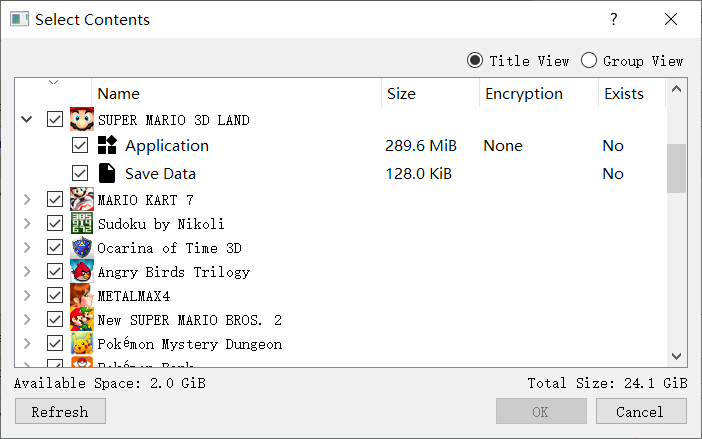 Select Contents
Title View Group View
Name Size Encryption Exists
SUPER MARIO 3D LAND
Application 289.6 MiB None No
Save Data 128.0 KiB No
MARIO KART 7
Sudoku by Nikoli
Ocarina of Time 3D
Angry Birds Trilogy
METALMAX4
New SUPER MARIO BROS. 2
Pokémon Mystery Dungeon
Available Space: 2.0 GiB Total Size: 24.1 GiB
Refresh OK Cancel